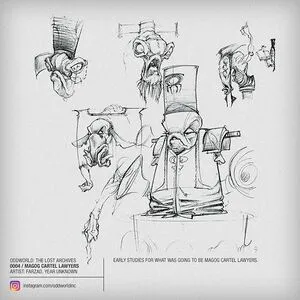 ODDWORLD: THE LOST ARCHIVES
0004 / MAGOG CARTEL LAWYERS
ARTIST: FARZAD, YEAR UNKNOWN
EARLY STUDIES FOR WHAT WAS GOING TO BE MAGOG CARTEL LAWYERS.
instagram.com/oddworldinc